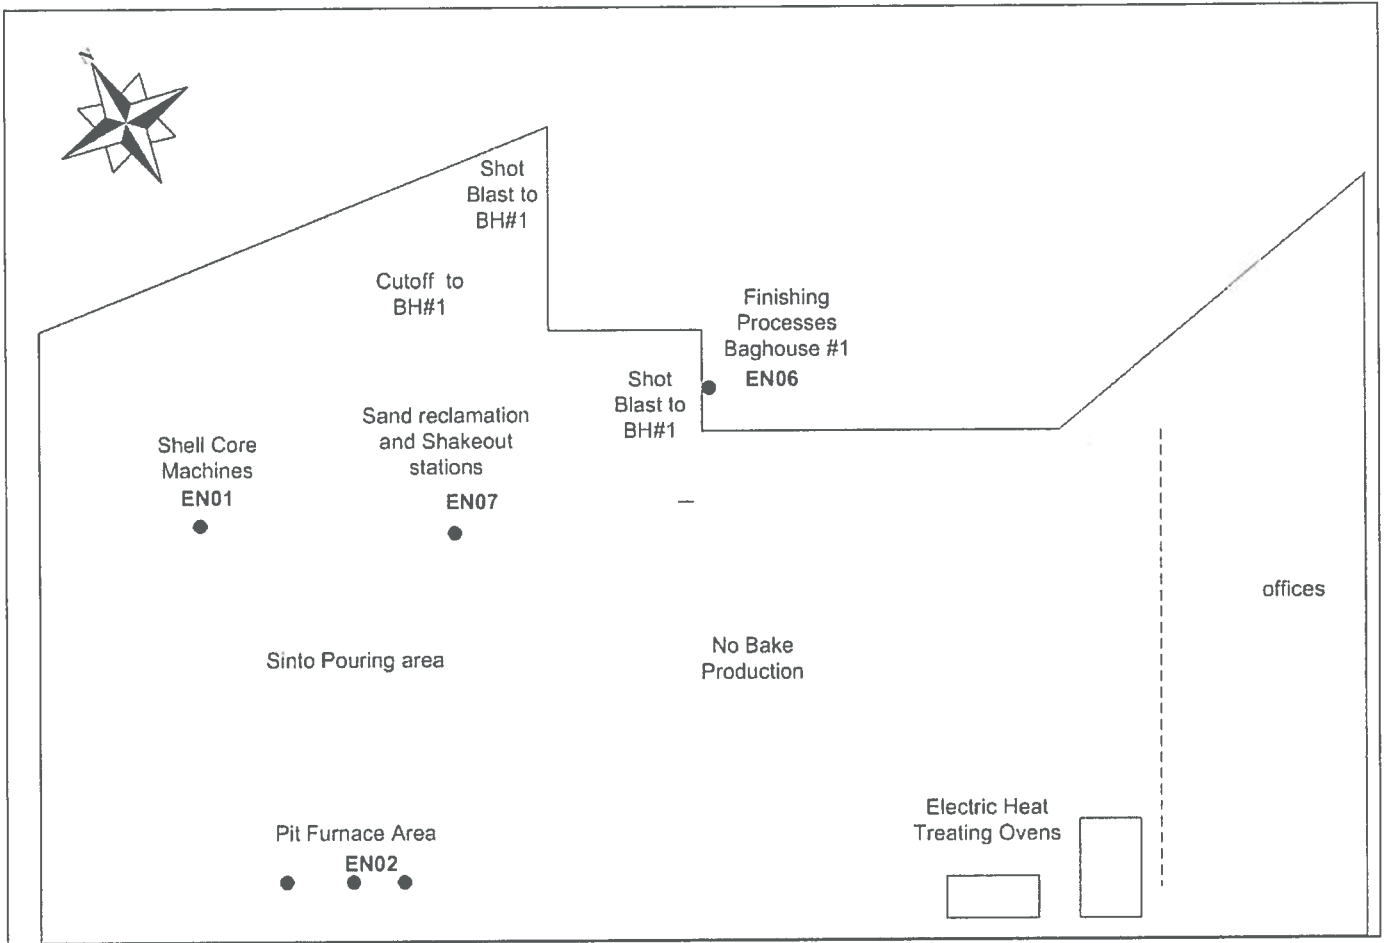 N
Shot
Blast to
BH#1
Cutoff to
BH#1
Finishing
Processes
Baghouse #1
EN06
Shot
Blast to
BH#1
Sand reclamation
and Shakeout
stations
EN07
Shell Core
Machines
EN01
offices
Sinto Pouring area
No Bake
Production
Electric Heat
Treating Ovens
Pit Furnace Area
EN02